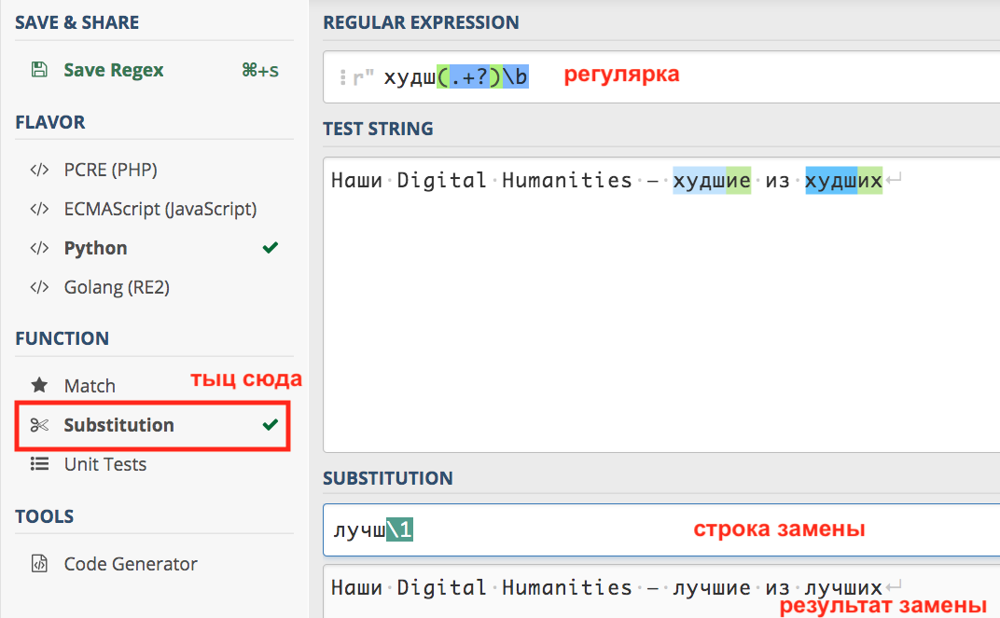 SAVE & SHARE
Save Regex ⌘+S
FLAVOR
</> PCRE (PHP)
</> ECMAScript (JavaScript)
</> Python
</> Golang (RE2)
FUNCTION
Match
тыц сюда
Substitution
Unit Tests
TOOLS
Code Generator
REGULAR EXPRESSION
r" худш(.+?)\b
регулярка
TEST STRING
Наши·Digital·Humanities·—·худшие·из·худших↵
SUBSTITUTION
лучш\1
строка замены
Наши·Digital·Humanities·—·лучшие·из·лучших↵
результат замены